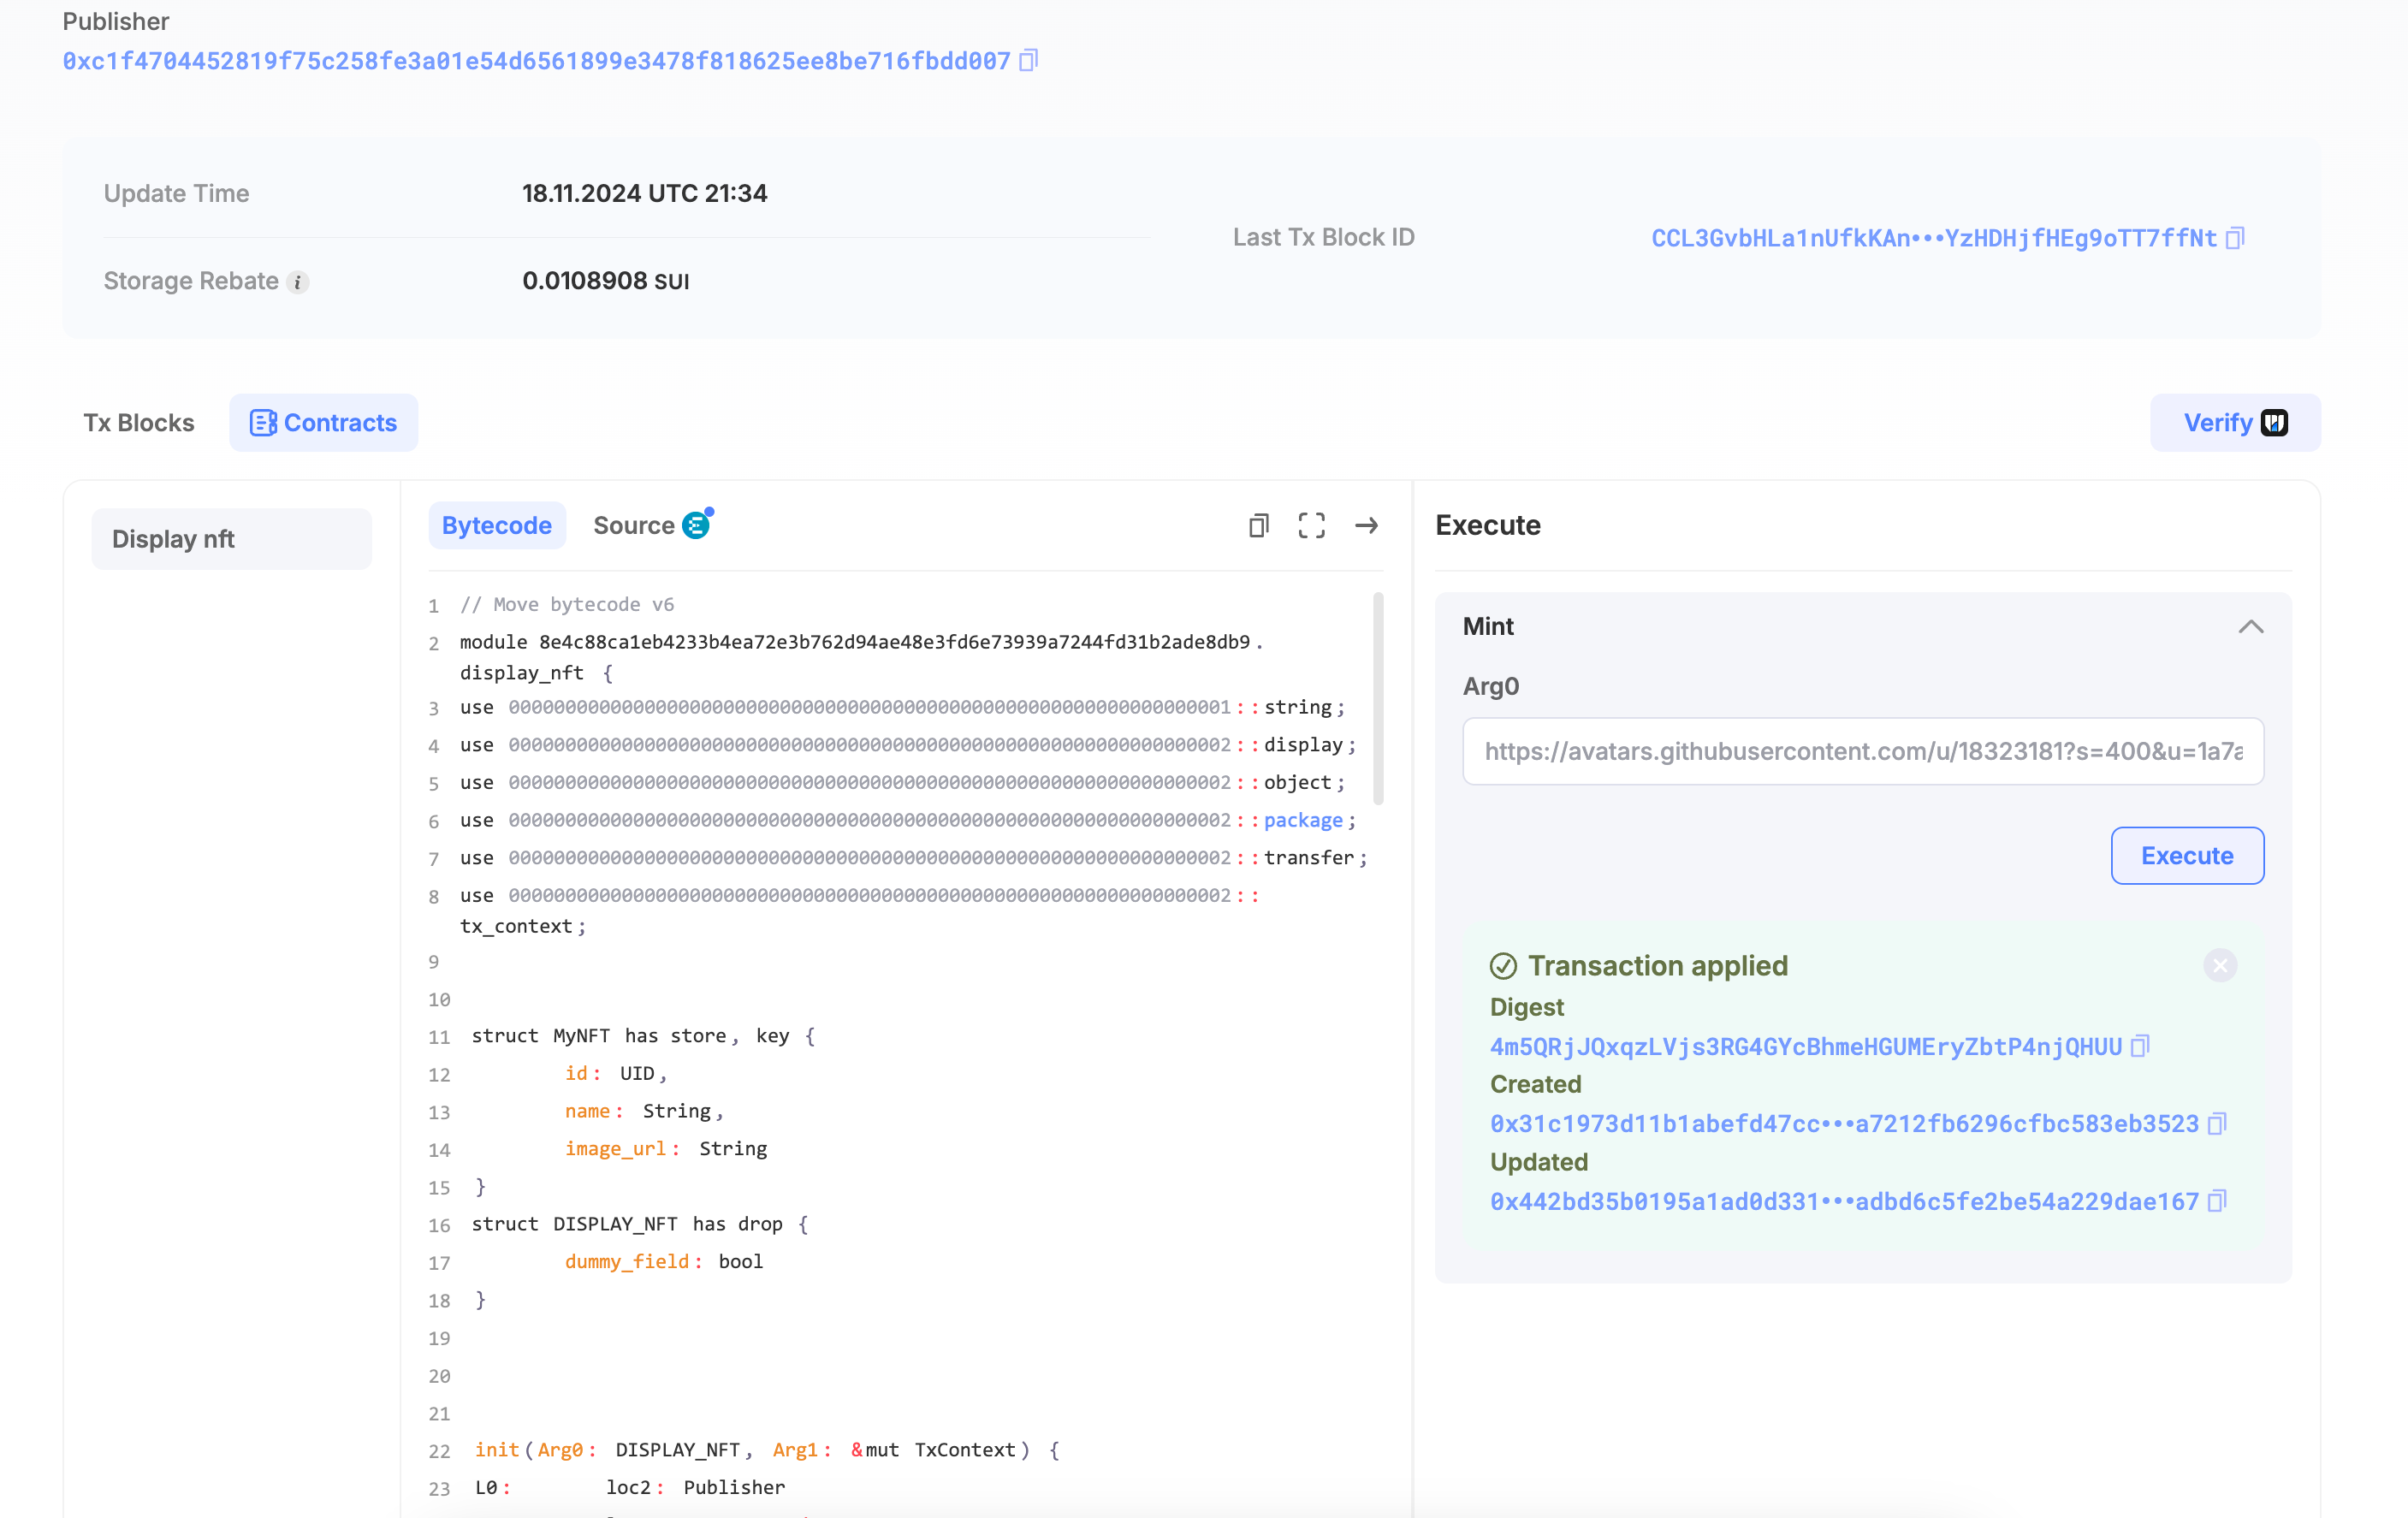 Publisher
0xc1f4704452819f75c258fe3a01e54d6561899e3478f818625ee8be716fbdd007
Update Time
18.11.2024 UTC 21:34
Storage Rebate i
0.0108908 SUI
Last Tx Block ID
CCL3GvbHLa1nUfkKAn•••YzHDHjfHEg9oTT7ffNt
Tx Blocks
Contracts
Verify
Display nft
Bytecode
Source
1 // Move bytecode v6
2 module 8e4c88ca1eb4233b4ea72e3b762d94ae48e3fd6e73939a7244fd31b2ade8db9.
display_nft {
3 use 0000000000000000000000000000000000000000000000000000000000000001::string;
4 use 0000000000000000000000000000000000000000000000000000000000000002::display;
5 use 0000000000000000000000000000000000000000000000000000000000000002::object;
6 use 0000000000000000000000000000000000000000000000000000000000000002::package;
7 use 0000000000000000000000000000000000000000000000000000000000000002::transfer;
8 use 0000000000000000000000000000000000000000000000000000000000000002::
tx_context;
9
10
11 struct MyNFT has store, key {
12 id: UID,
13 name: String,
14 image_url: String
15 }
16 struct DISPLAY_NFT has drop {
17 dummy_field: bool
18 }
19
20
21
22 init(Arg0: DISPLAY_NFT, Arg1: &mut TxContext) {
23 L0: loc2: Publisher
Execute
Mint
Arg0
https://avatars.githubusercontent.com/u/18323181?s=400&u=1a7a
Execute
Transaction applied
Digest
4m5QRjJQxqzLVjs3RG4GYcBhmeHGUMEryZbtP4njQHUU
Created
0x31c1973d11b1abefd47cc•••a7212fb6296cfbc583eb3523
Updated
0x442bd35b0195a1ad0d331•••adbd6c5fe2be54a229dae167